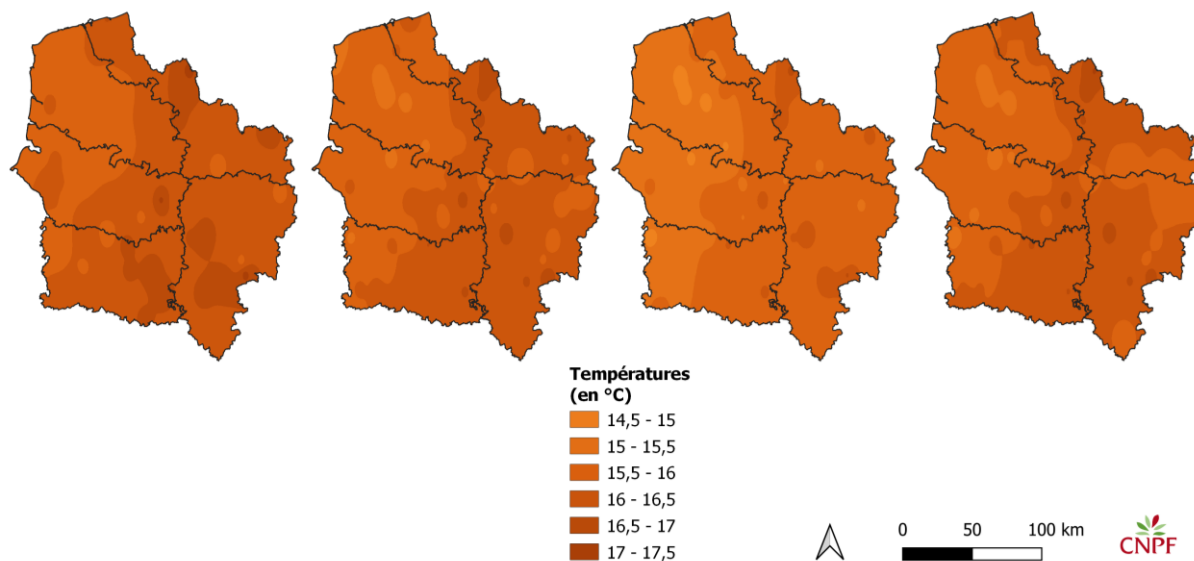 Températures
(en °C)
14,5 - 15
15 - 15,5
15,5 - 16
16 - 16,5
16,5 - 17
17 - 17,5
0 50 100 km
CNPF